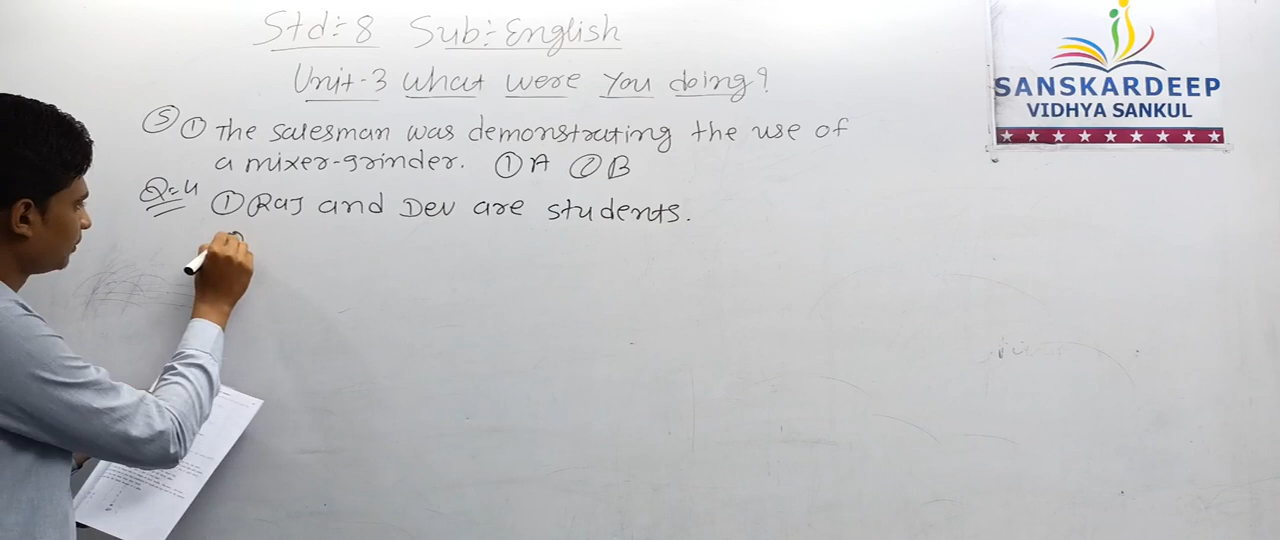 Std:- 8 Sub:- English
Unit-3 What were you doing?
⑤ ① The salesman was demonstrating the use of
a mixer-grinder. ① A ② B
Q:4 ① Raj and Dev are students.
SANSKARDEEP
VIDHYA SANKUL